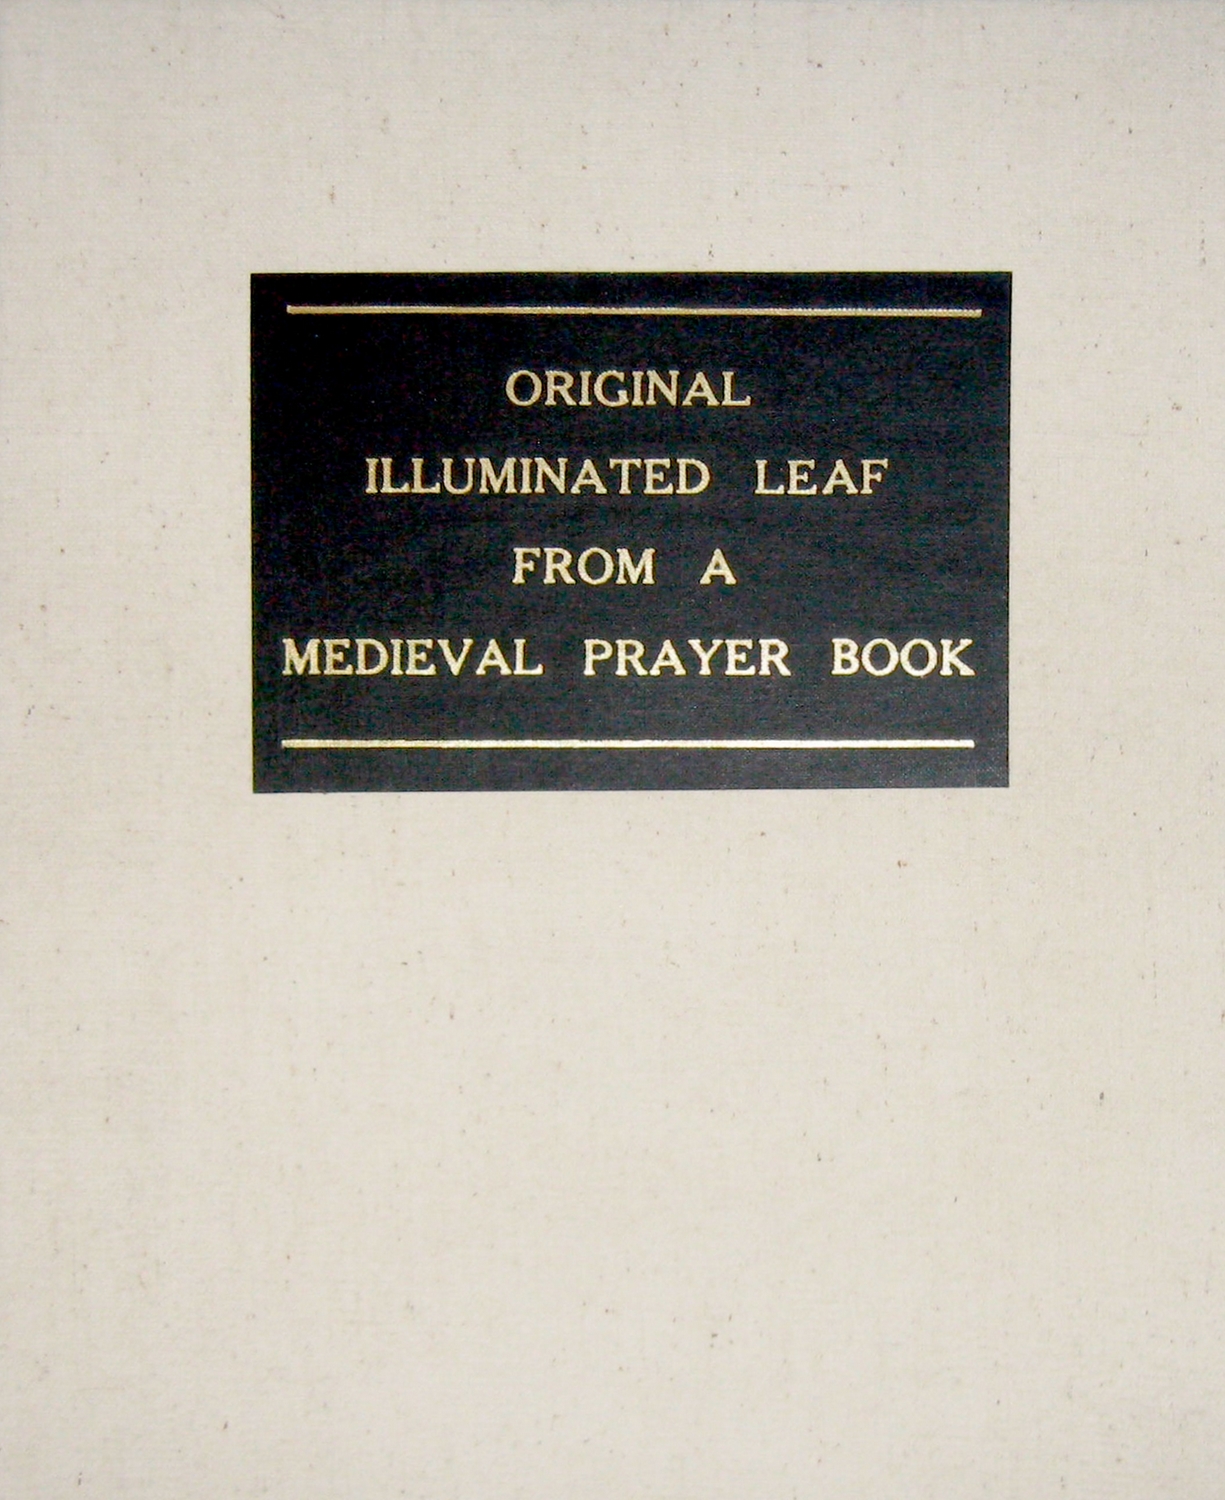 ORIGINAL
ILLUMINATED LEAF
FROM A
MEDIEVAL PRAYER BOOK